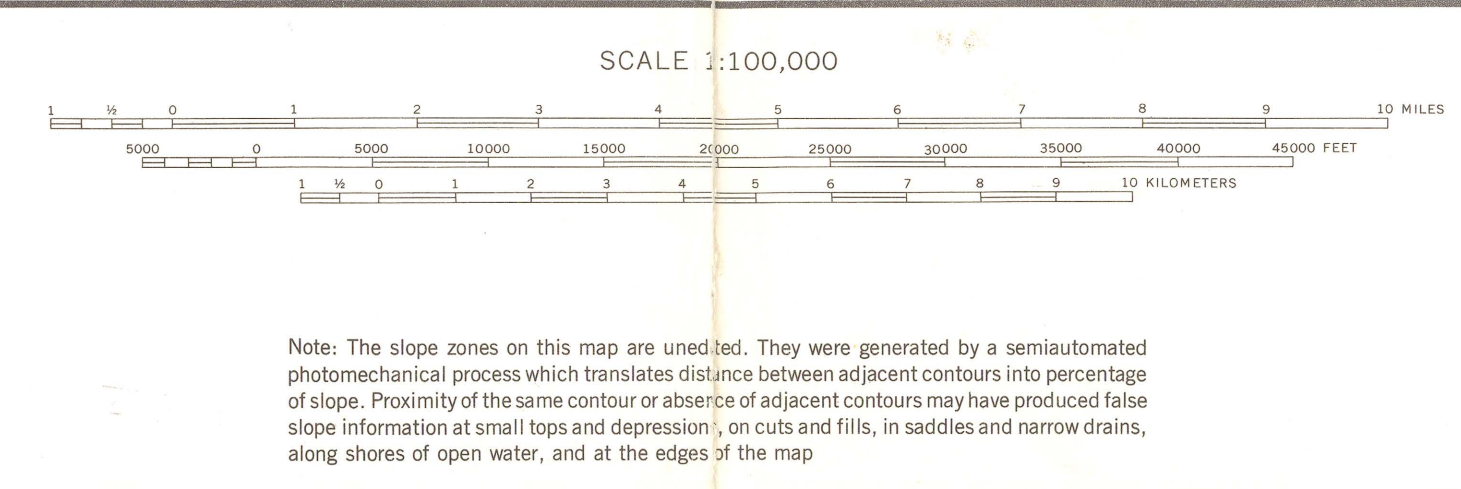 SCALE 1:100,000
1 ½ 0 1 2 3 4 5 6 7 8 9 10 MILES
5000 0 5000 10000 15000 20000 25000 30000 35000 40000 45000 FEET
1 ½ 0 1 2 3 4 5 6 7 8 9 10 KILOMETERS
Note: The slope zones on this map are unedited. They were generated by a semiautomated
photomechanical process which translates distance between adjacent contours into percentage
of slope. Proximity of the same contour or absence of adjacent contours may have produced false
slope information at small tops and depressions, on cuts and fills, in saddles and narrow drains,
along shores of open water, and at the edges of the map